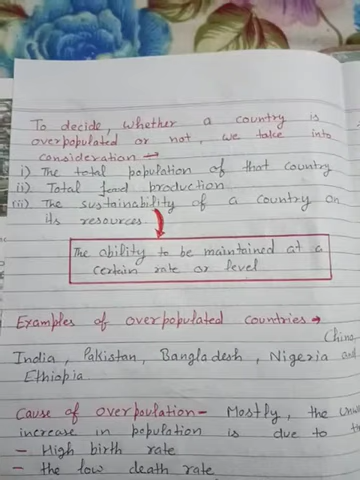 To decide, whether a country is
overpopulated or not, we take into
consideration →
i) The total population of that country
ii) Total food production
(iii) The sustainability of a country on
its resources
The ability to be maintained at a
certain rate or level
Examples of overpopulated countries → China,
India, Pakistan, Bangladesh, Nigeria and
Ethiopia.
Cause of overpoulation - Mostly, the
increase in population is due to
- High birth rate
- the low death rate